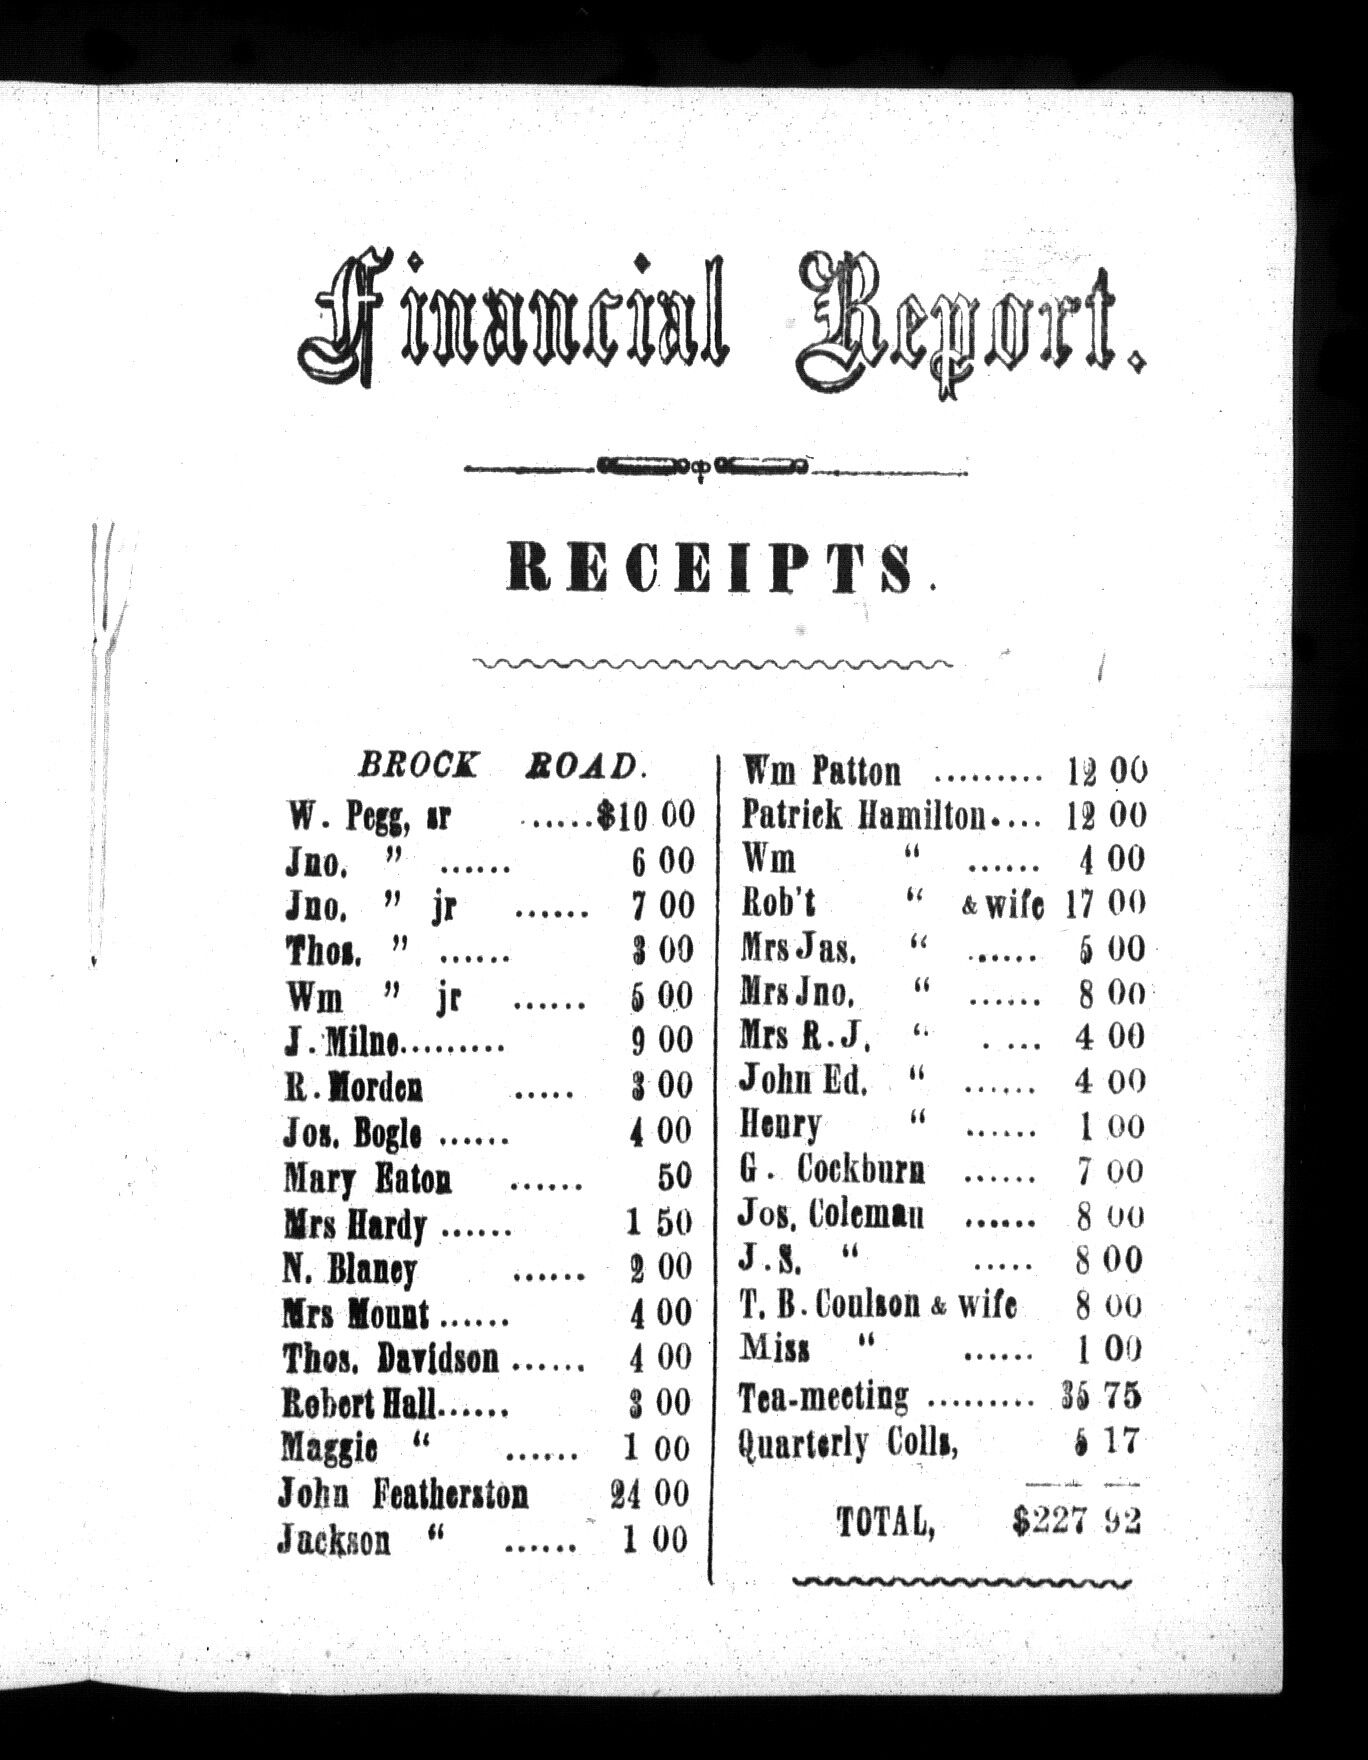 Financial Report.
RECEIPTS.
BROCK ROAD.
W. Pegg, sr ......$10 00
Jno. " ...... 6 00
Jno. " jr ...... 7 00
Thos. " ...... 3 00
Wm " jr ...... 5 00
J. Milne......... 9 00
R. Morden ..... 3 00
Jos. Bogle ...... 4 00
Mary Eaton ...... 50
Mrs Hardy ...... 1 50
N. Blaney ...... 2 00
Mrs Mount ...... 4 00
Thos. Davidson ...... 4 00
Robert Hall...... 3 00
Maggie " ...... 1 00
John Featherston 24 00
Jackson " ...... 1 00
Wm Patton ......... 12 00
Patrick Hamilton.... 12 00
Wm " ...... 4 00
Rob't " & wife 17 00
Mrs Jas. " ...... 5 00
Mrs Jno. " ...... 8 00
Mrs R. J. " . ... 4 00
John Ed. " ...... 4 00
Henry " ...... 1 00
G. Cockburn ...... 7 00
Jos. Coleman ...... 8 00
J. S. " ..... 8 00
T. B. Coulson & wife 8 00
Miss " ...... 1 00
Tea-meeting ......... 35 75
Quarterly Colls, 5 17
TOTAL, $227 92